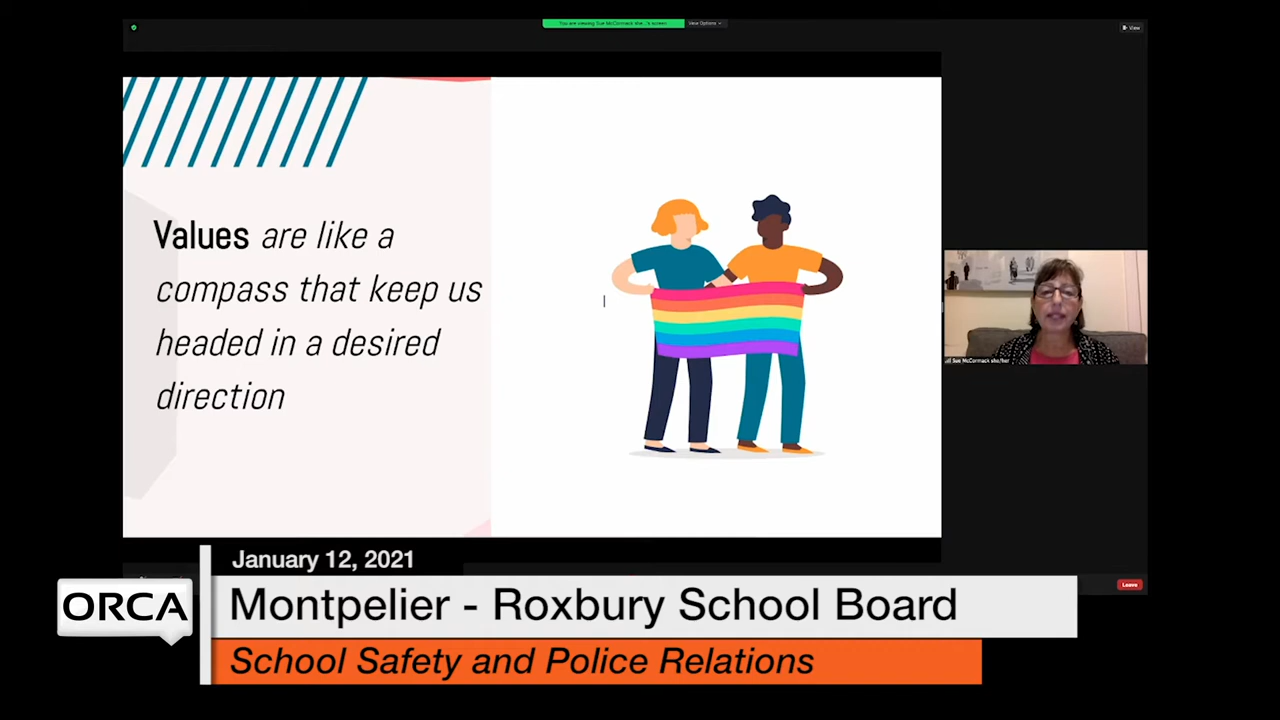 You are viewing Sue McCormack she...'s screen
View Options
View
Values are like a
compass that keep us
headed in a desired
direction
Sue McCormack she/her
Leave
January 12, 2021
ORCA
Montpelier - Roxbury School Board
School Safety and Police Relations